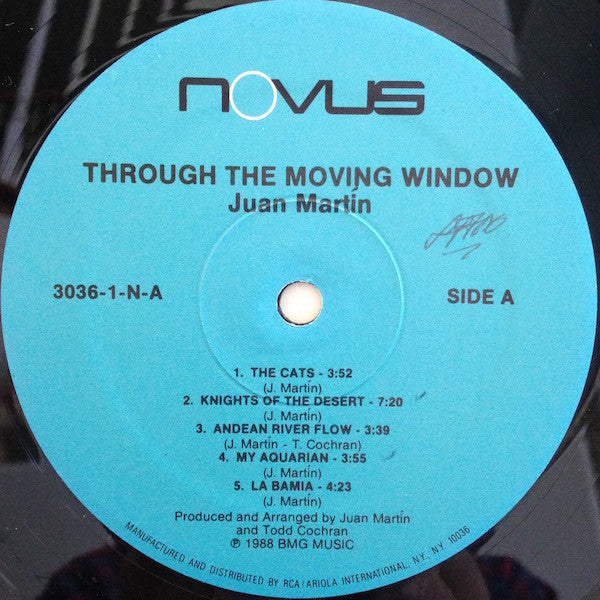 NOVUS
THROUGH THE MOVING WINDOW
Juan Martín
3036-1-N-A
SIDE A
1. THE CATS - 3:52
(J. Martín)
2. KNIGHTS OF THE DESERT - 7:20
(J. Martín)
3. ANDEAN RIVER FLOW - 3:39
(J. Martín - T. Cochran)
4. MY AQUARIAN - 3:55
(J. Martín)
5. LA BAMIA - 4:23
(J. Martín)
Produced and Arranged by Juan Martín
and Todd Cochran
℗ 1988 BMG MUSIC
MANUFACTURED AND DISTRIBUTED BY RCA/ARIOLA INTERNATIONAL, N.Y., NY 10036